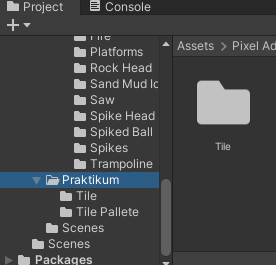 Project
Console
Platforms
Rock Head
Sand Mud Ic
Saw
Spike Head
Spiked Ball
Spikes
Trampoline
Praktikum
Tile
Tile Pallete
Scenes
Scenes
Packages
Assets > Pixel Ad
Tile